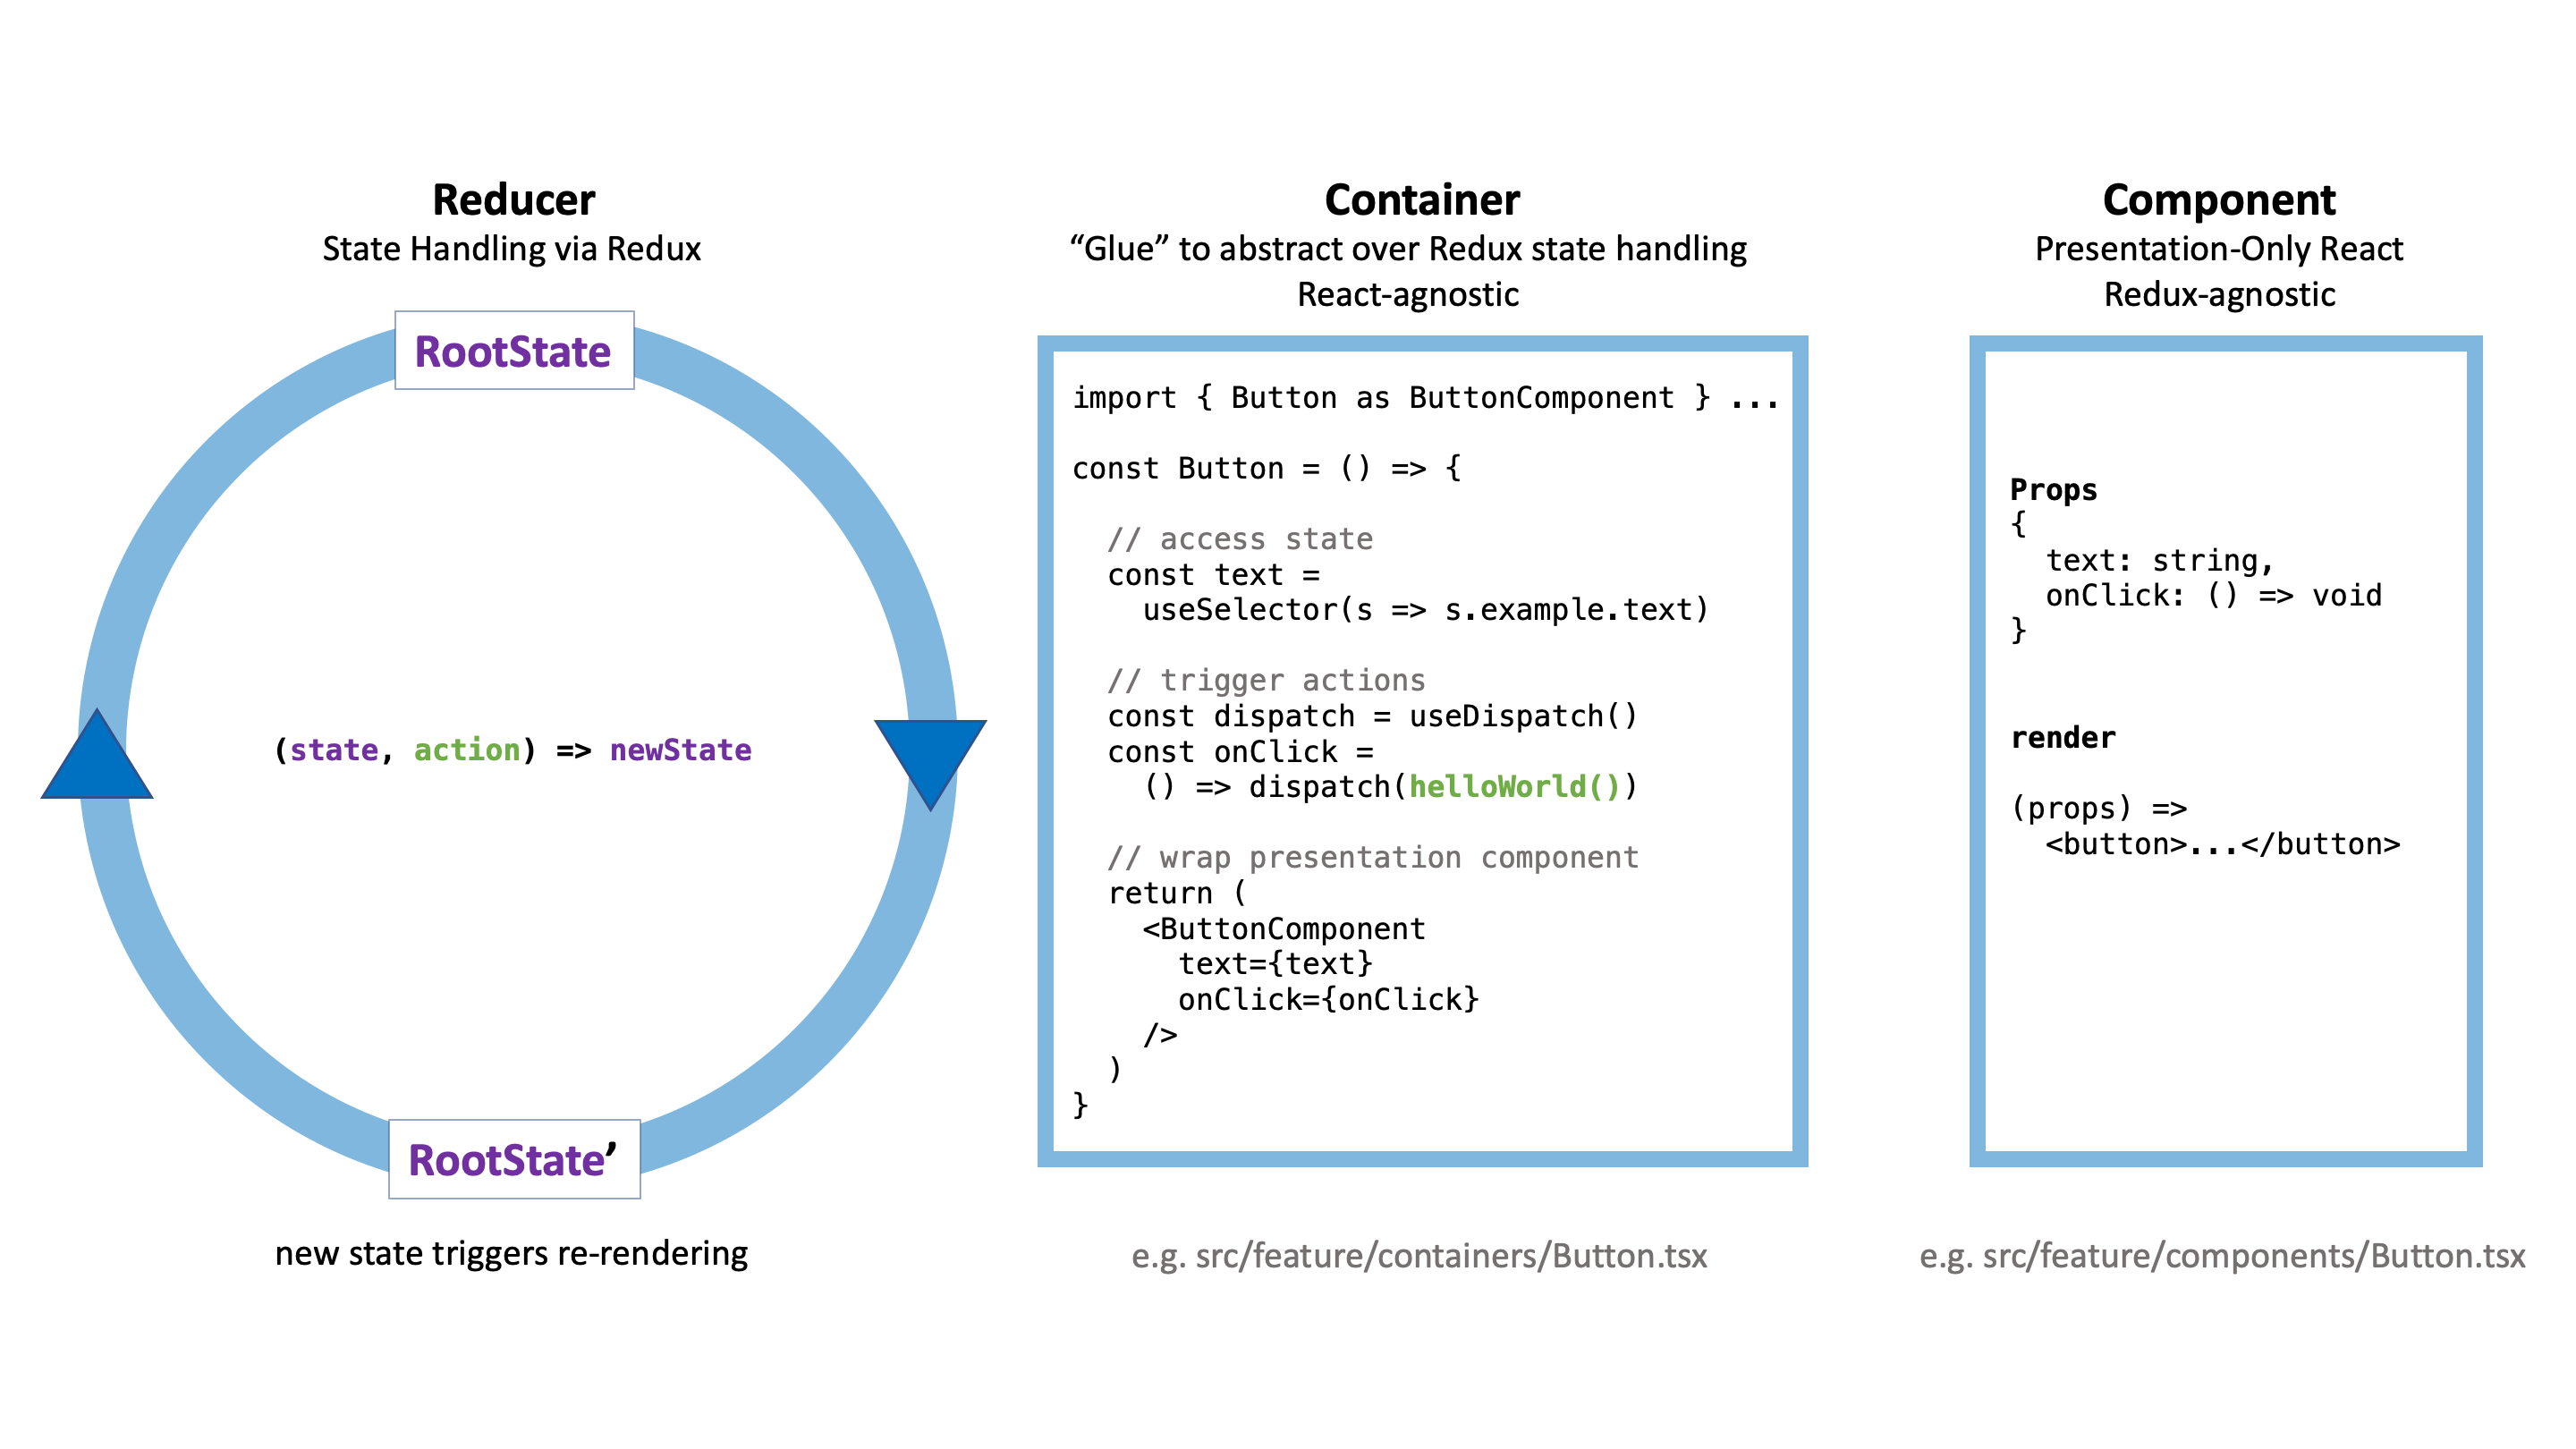 Reducer
State Handling via Redux
RootState
(state, action) => newState
RootState’
new state triggers re-rendering
Container
“Glue” to abstract over Redux state handling
React-agnostic
import { Button as ButtonComponent } ...
const Button = () => {
// access state
const text =
useSelector(s => s.example.text)
// trigger actions
const dispatch = useDispatch()
const onClick =
() => dispatch(helloWorld())
// wrap presentation component
return (
<ButtonComponent
text={text}
onClick={onClick}
/>
)
}
e.g. src/feature/containers/Button.tsx
Component
Presentation-Only React
Redux-agnostic
Props
{
text: string,
onClick: () => void
}
render
(props) =>
<button>...</button>
e.g. src/feature/components/Button.tsx